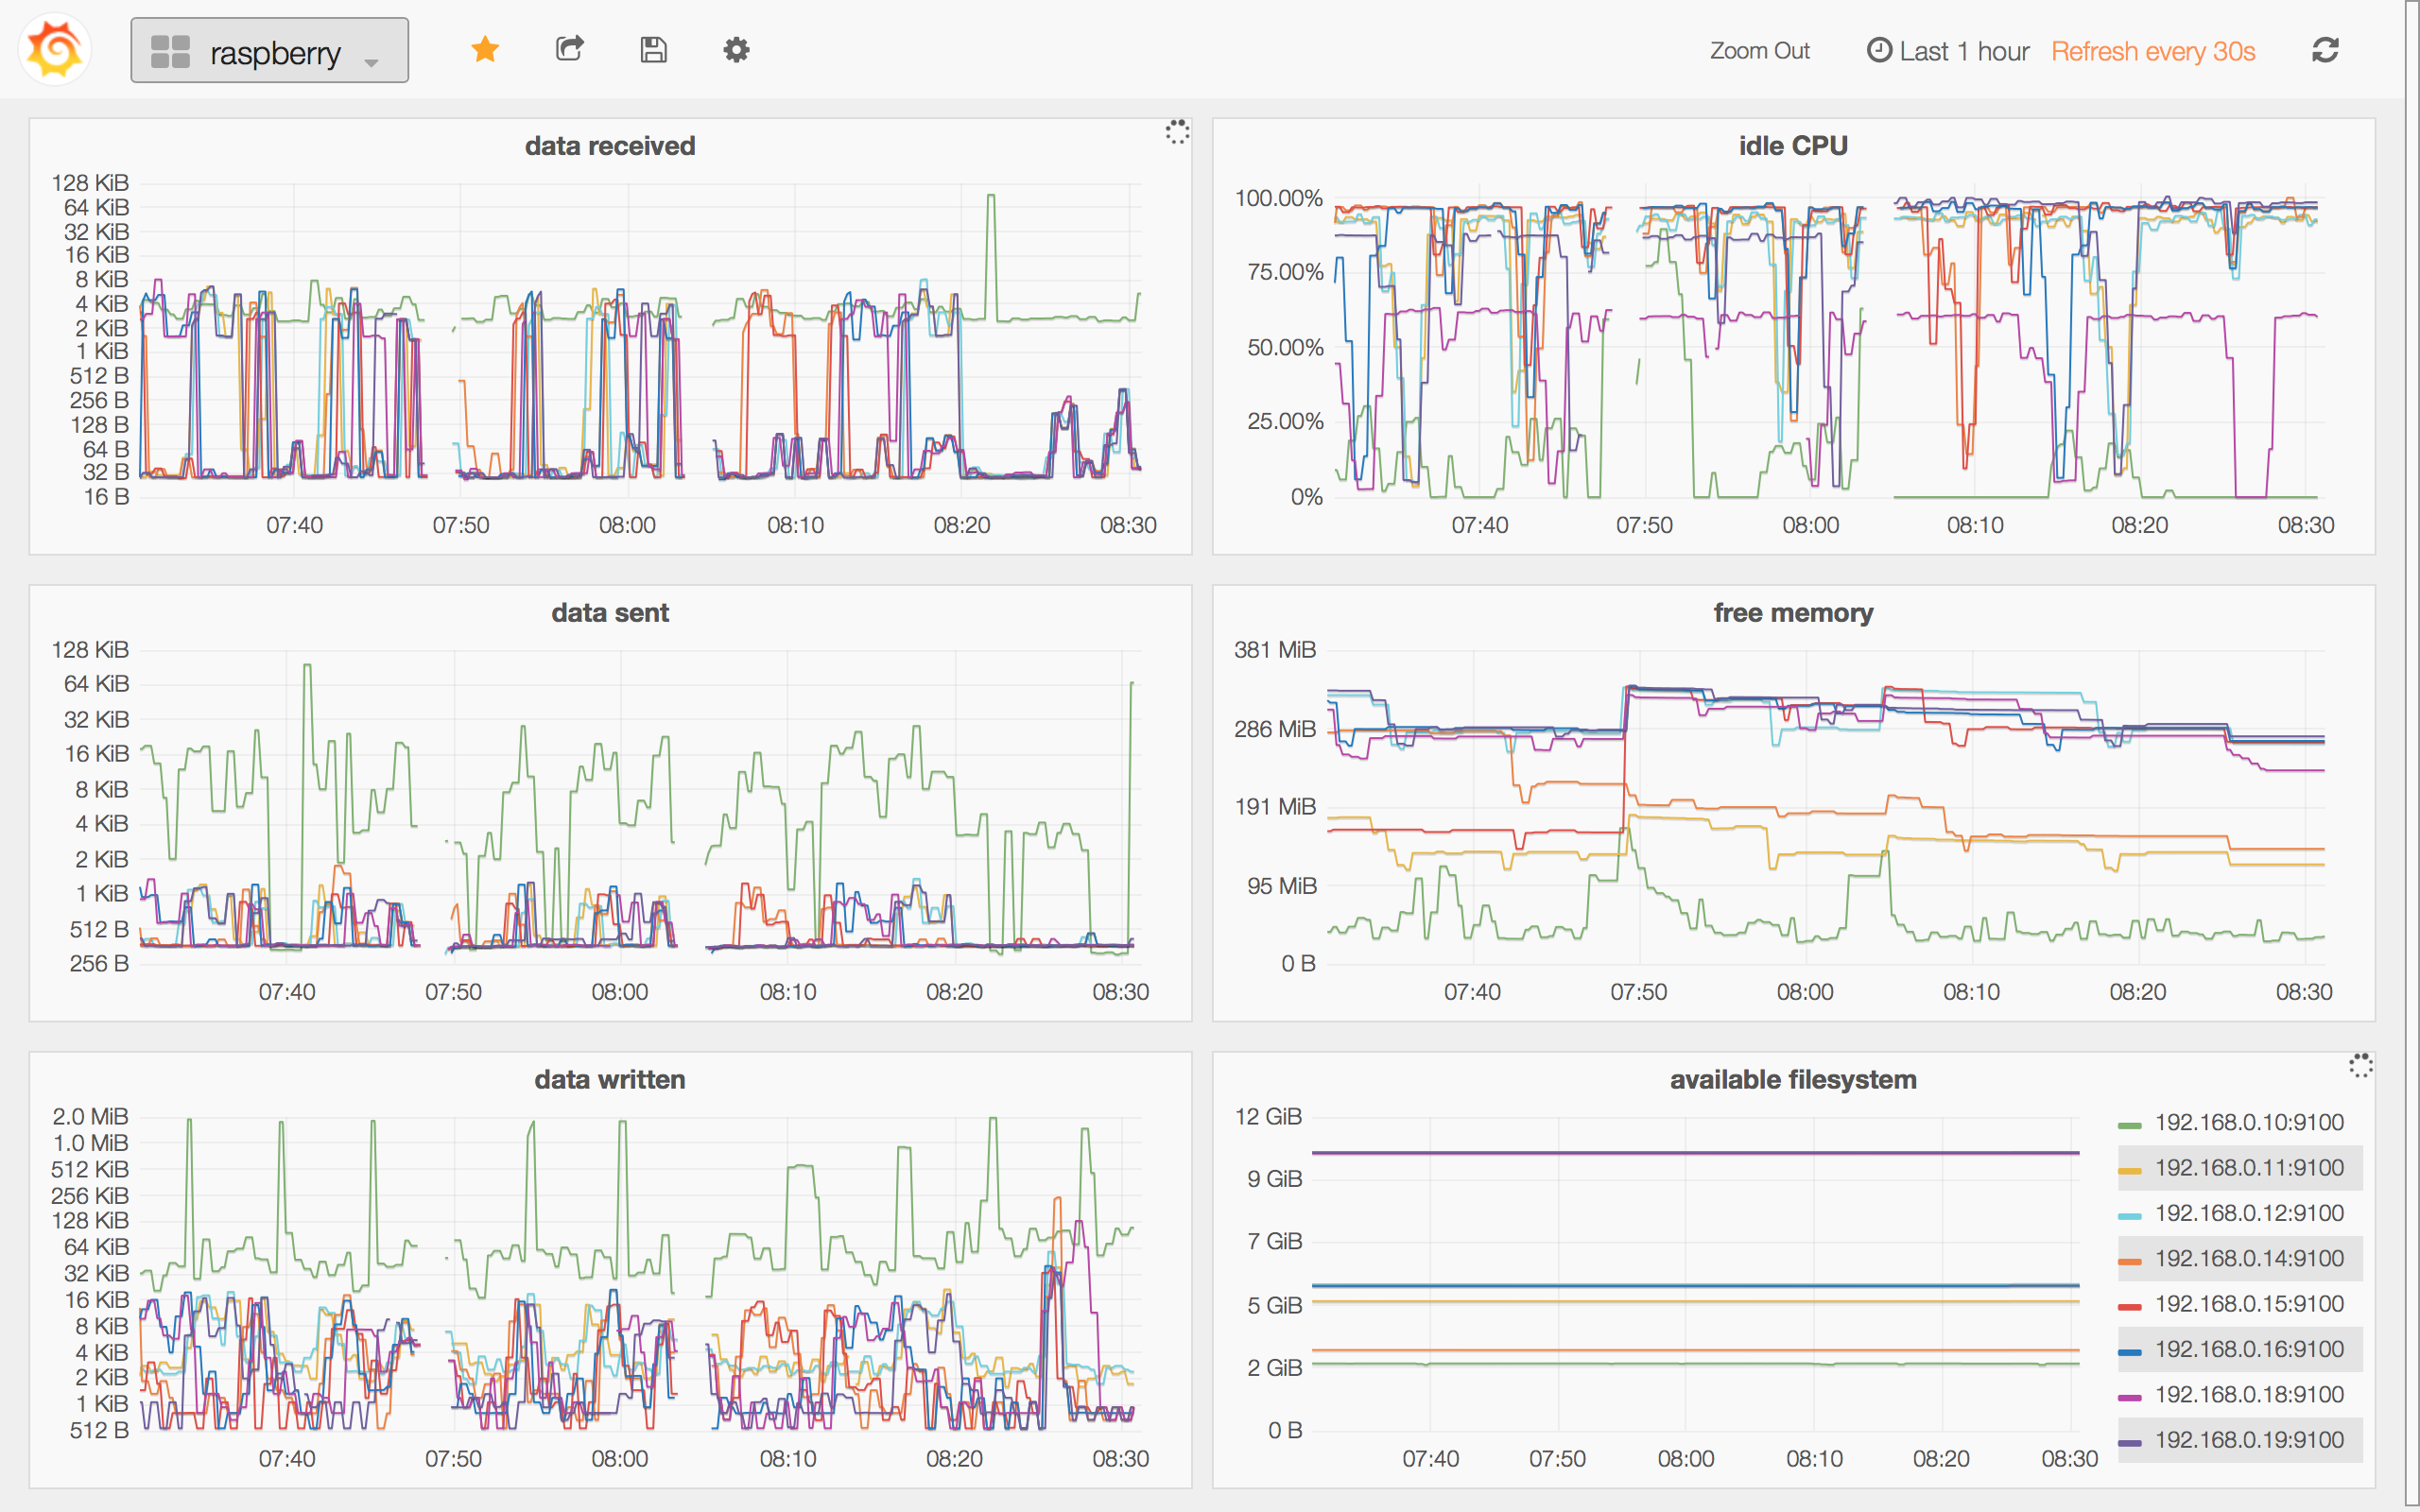 raspberry
Zoom Out
Last 1 hour
Refresh every 30s
data received
128 KiB
64 KiB
32 KiB
16 KiB
8 KiB
4 KiB
2 KiB
1 KiB
512 B
256 B
128 B
64 B
32 B
16 B
07:40 07:50 08:00 08:10 08:20 08:30
idle CPU
100.00%
75.00%
50.00%
25.00%
0%
07:40 07:50 08:00 08:10 08:20 08:30
data sent
128 KiB
64 KiB
32 KiB
16 KiB
8 KiB
4 KiB
2 KiB
1 KiB
512 B
256 B
07:40 07:50 08:00 08:10 08:20 08:30
free memory
381 MiB
286 MiB
191 MiB
95 MiB
0 B
07:40 07:50 08:00 08:10 08:20 08:30
data written
2.0 MiB
1.0 MiB
512 KiB
256 KiB
128 KiB
64 KiB
32 KiB
16 KiB
8 KiB
4 KiB
2 KiB
1 KiB
512 B
07:40 07:50 08:00 08:10 08:20 08:30
available filesystem
12 GiB
9 GiB
7 GiB
5 GiB
2 GiB
0 B
07:40 07:50 08:00 08:10 08:20 08:30
192.168.0.10:9100
192.168.0.11:9100
192.168.0.12:9100
192.168.0.14:9100
192.168.0.15:9100
192.168.0.16:9100
192.168.0.18:9100
192.168.0.19:9100